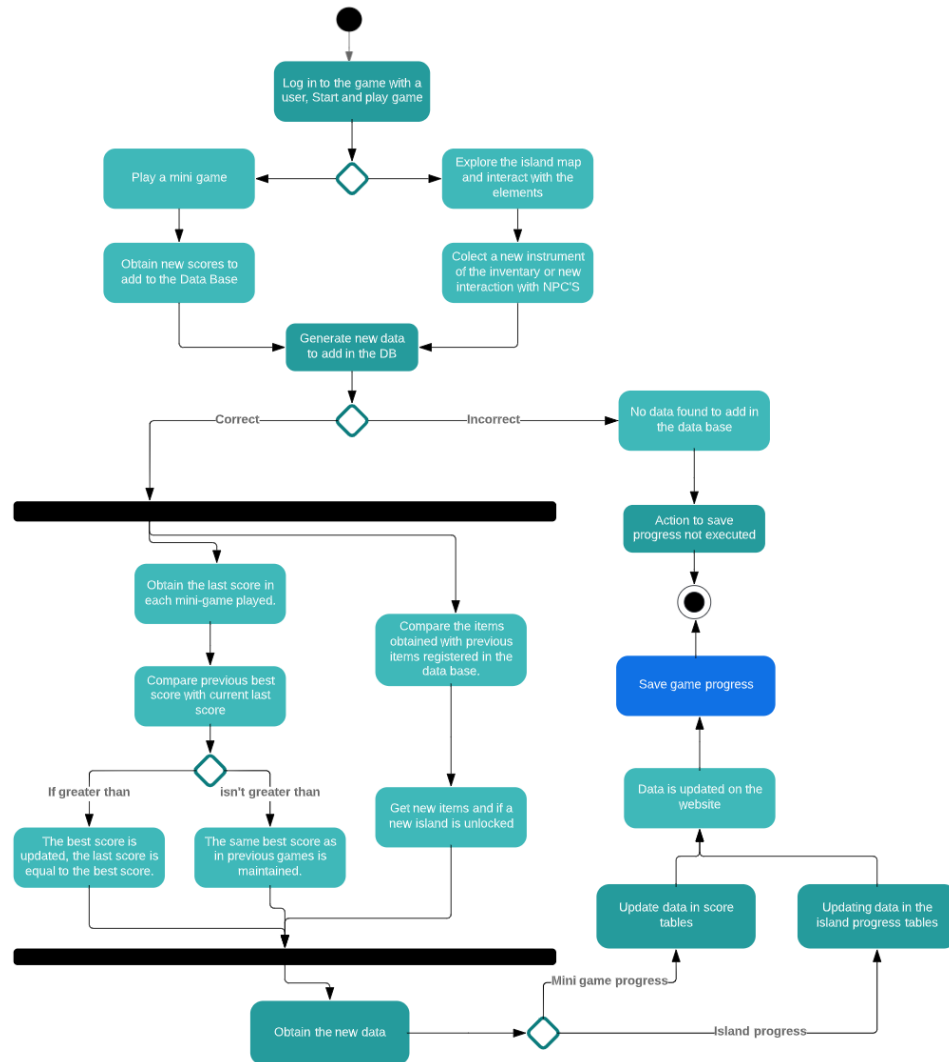 Log in to the game with a
user, Start and play game
Play a mini game
Explore the island map
and interact with the
elements
Obtain new scores to
add to the Data Base
Colect a new instrument
of the inventory or new
interaction with NPC'S
Generate new data
to add in the DB
Correct
Incorrect
No data found to add in
the data base
Action to save
progress not executed
Obtain the last score in
each mini-game played.
Compare the items
obtained with previous
items registered in the
data base.
Compare previous best
score with current last
score
Save game progress
If greater than
isn't greater than
Get new items and if a
new island is unlocked
Data is updated on the
website
The best score is
updated, the last score is
equal to the best score.
The same best score as
in previous games is
maintained.
Update data in score
tables
Updating data in the
island progress tables
Mini game progress
Obtain the new data
Island progress